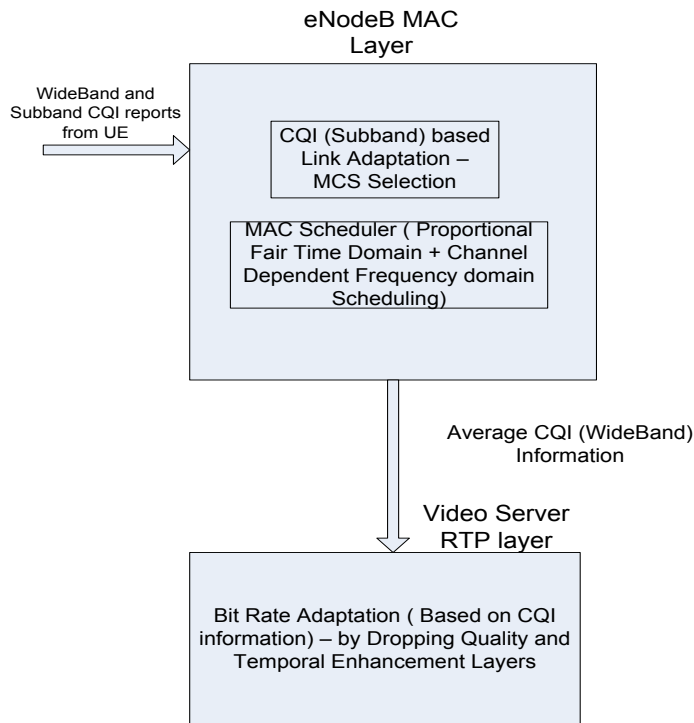 eNodeB MAC
Layer
WideBand and
Subband CQI reports
from UE
CQI (Subband) based
Link Adaptation –
MCS Selection
MAC Scheduler ( Proportional
Fair Time Domain + Channel
Dependent Frequency domain
Scheduling)
Average CQI (WideBand)
Information
Video Server
RTP layer
Bit Rate Adaptation ( Based on CQI
information) – by Dropping Quality and
Temporal Enhancement Layers